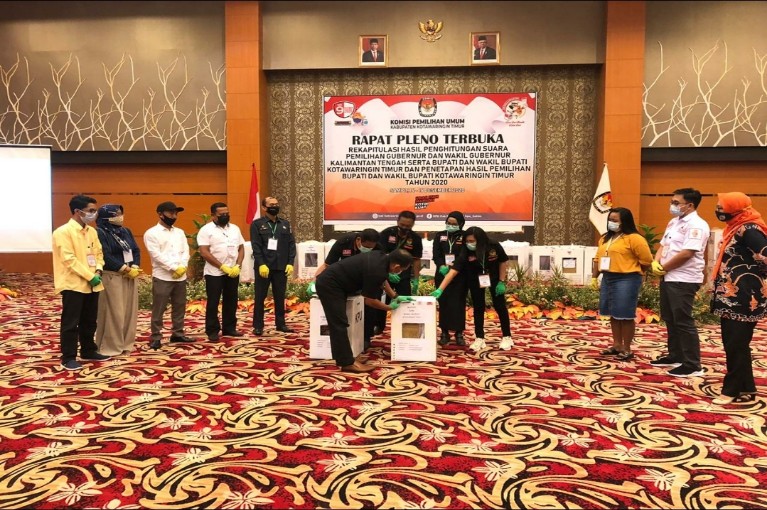 KOMISI PEMILIHAN UMUM
KABUPATEN KOTAWARINGIN TIMUR
RAPAT PLENO TERBUKA
REKAPITULASI HASIL PENGHITUNGAN SUARA
PEMILIHAN GUBERNUR DAN WAKIL GUBERNUR
KALIMANTAN TENGAH SERTA BUPATI DAN WAKIL BUPATI
KOTAWARINGIN TIMUR DAN PENETAPAN HASIL PEMILIHAN
BUPATI DAN WAKIL BUPATI KOTAWARINGIN TIMUR
TAHUN 2020
KPU